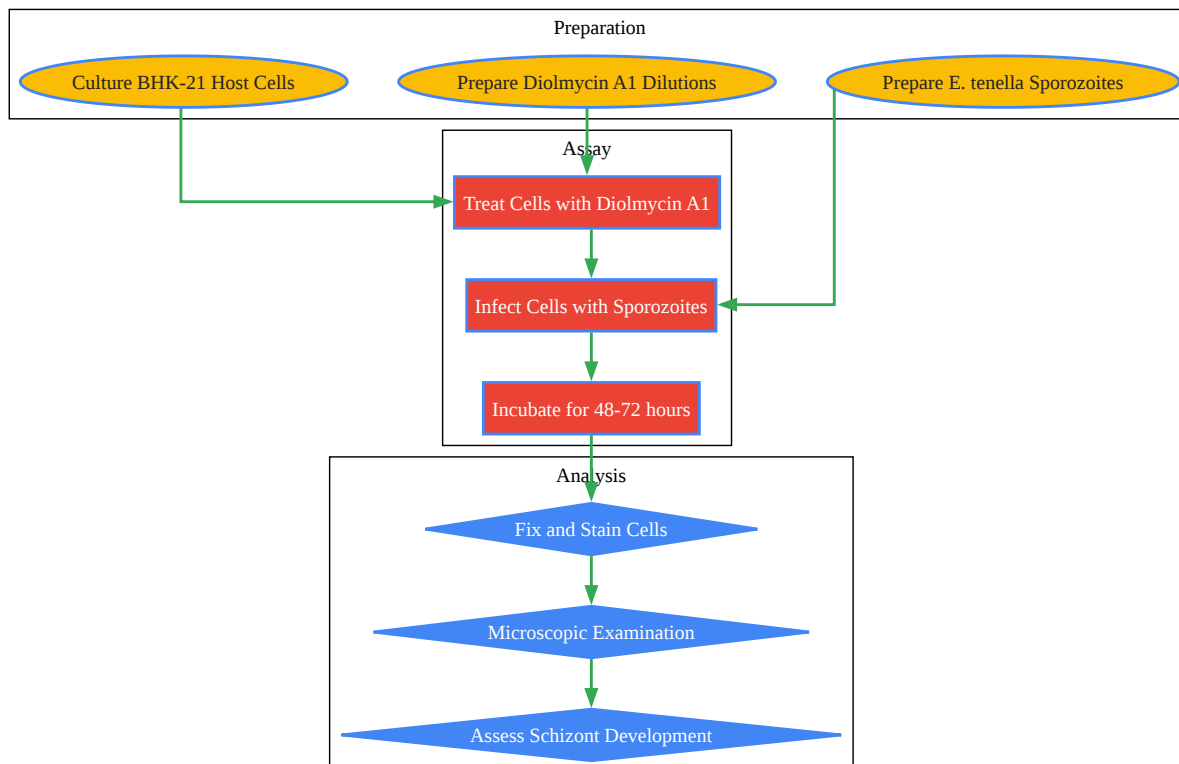 Preparation
Culture BHK-21 Host Cells
Prepare Diolmycin A1 Dilutions
Prepare E. tenella Sporozoites
Assay
Treat Cells with Diolmycin A1
Infect Cells with Sporozoites
Incubate for 48-72 hours
Analysis
Fix and Stain Cells
Microscopic Examination
Assess Schizont Development